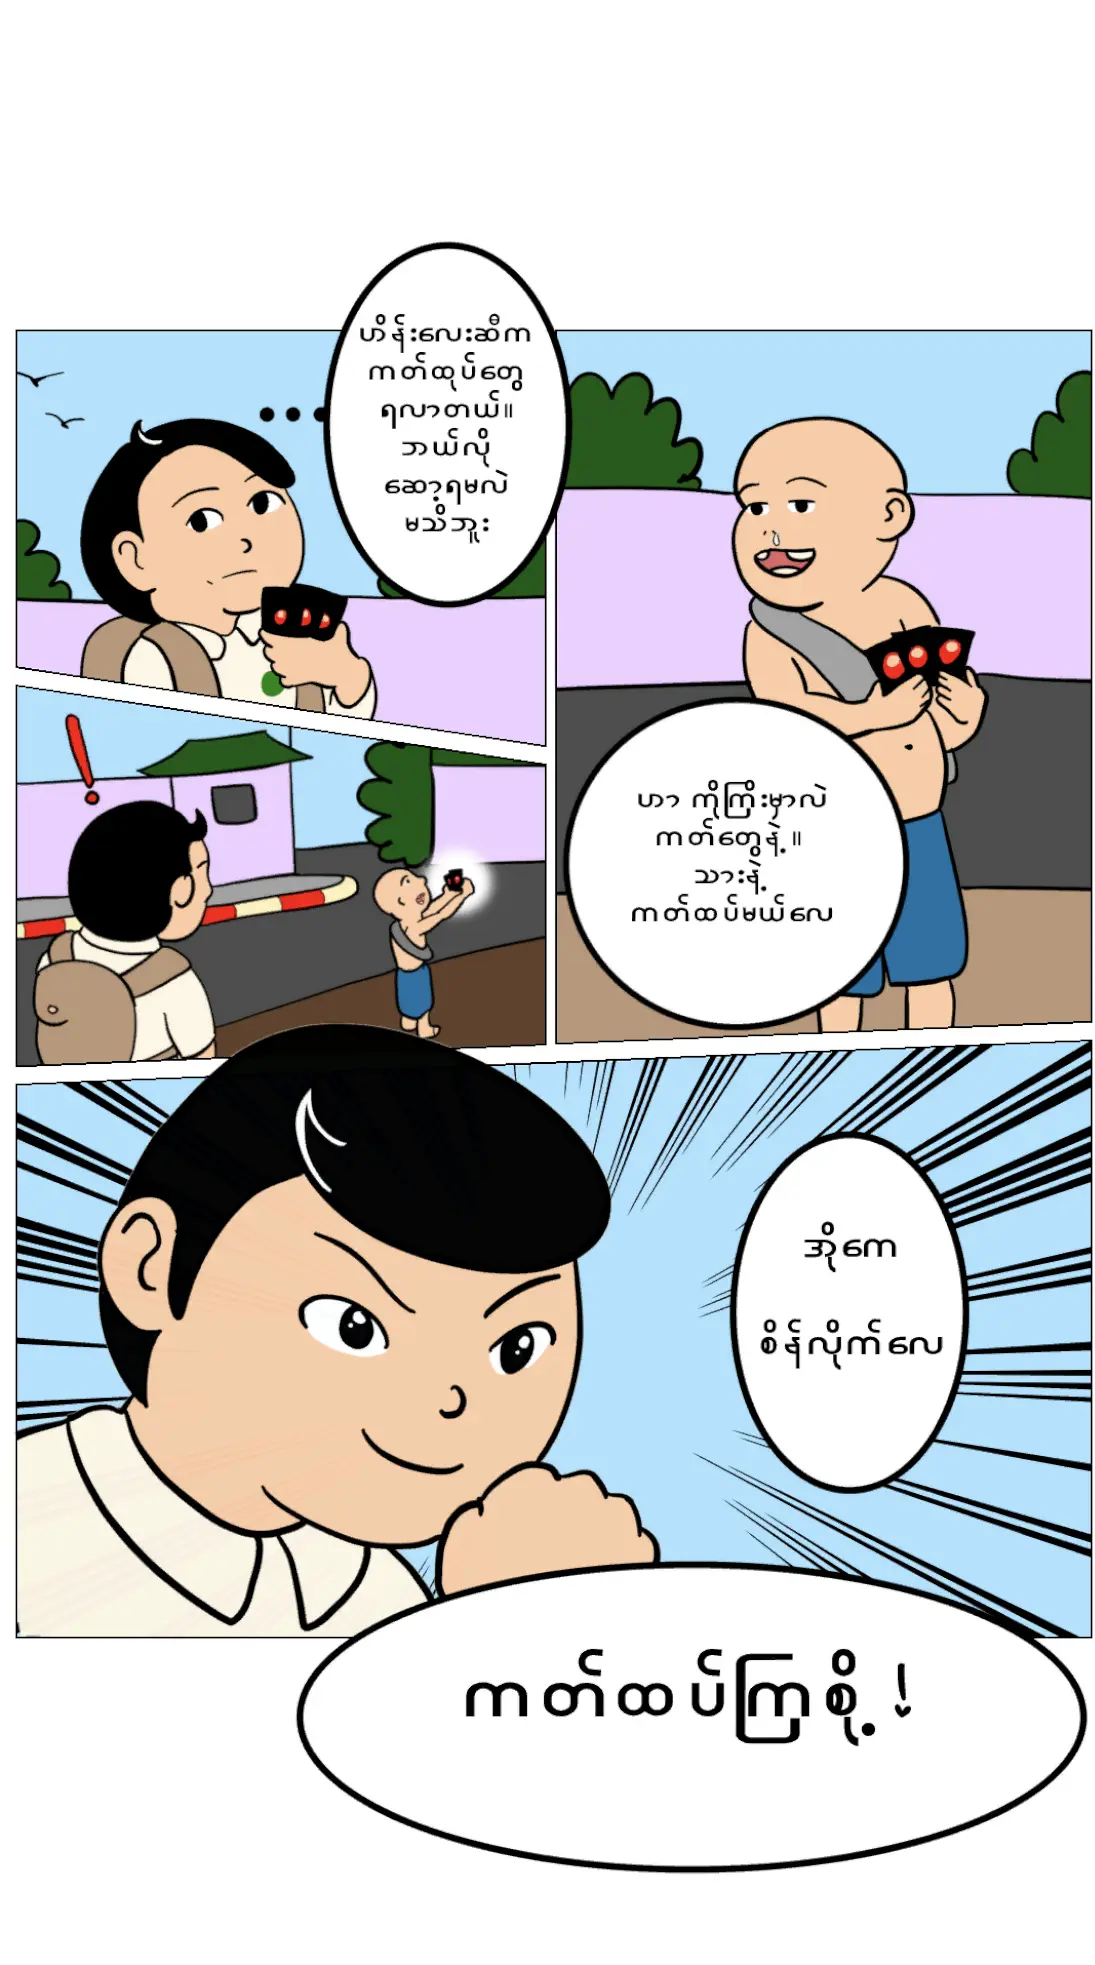 ဟိန်းလေးဆီက
ကတ်ထုပ်တွေ
ရလာတယ်။
ဘယ်လို
ဆော့ရမလဲ
မသိဘူး
ဟာ ကိုကြီးမှာလဲ
ကတ်တွေနဲ့။
သားနဲ့
ကတ်ထပ်မယ်လေ
အိုကေ
စိန်လိုက်လေ
ကတ်ထပ်ကြစို့!